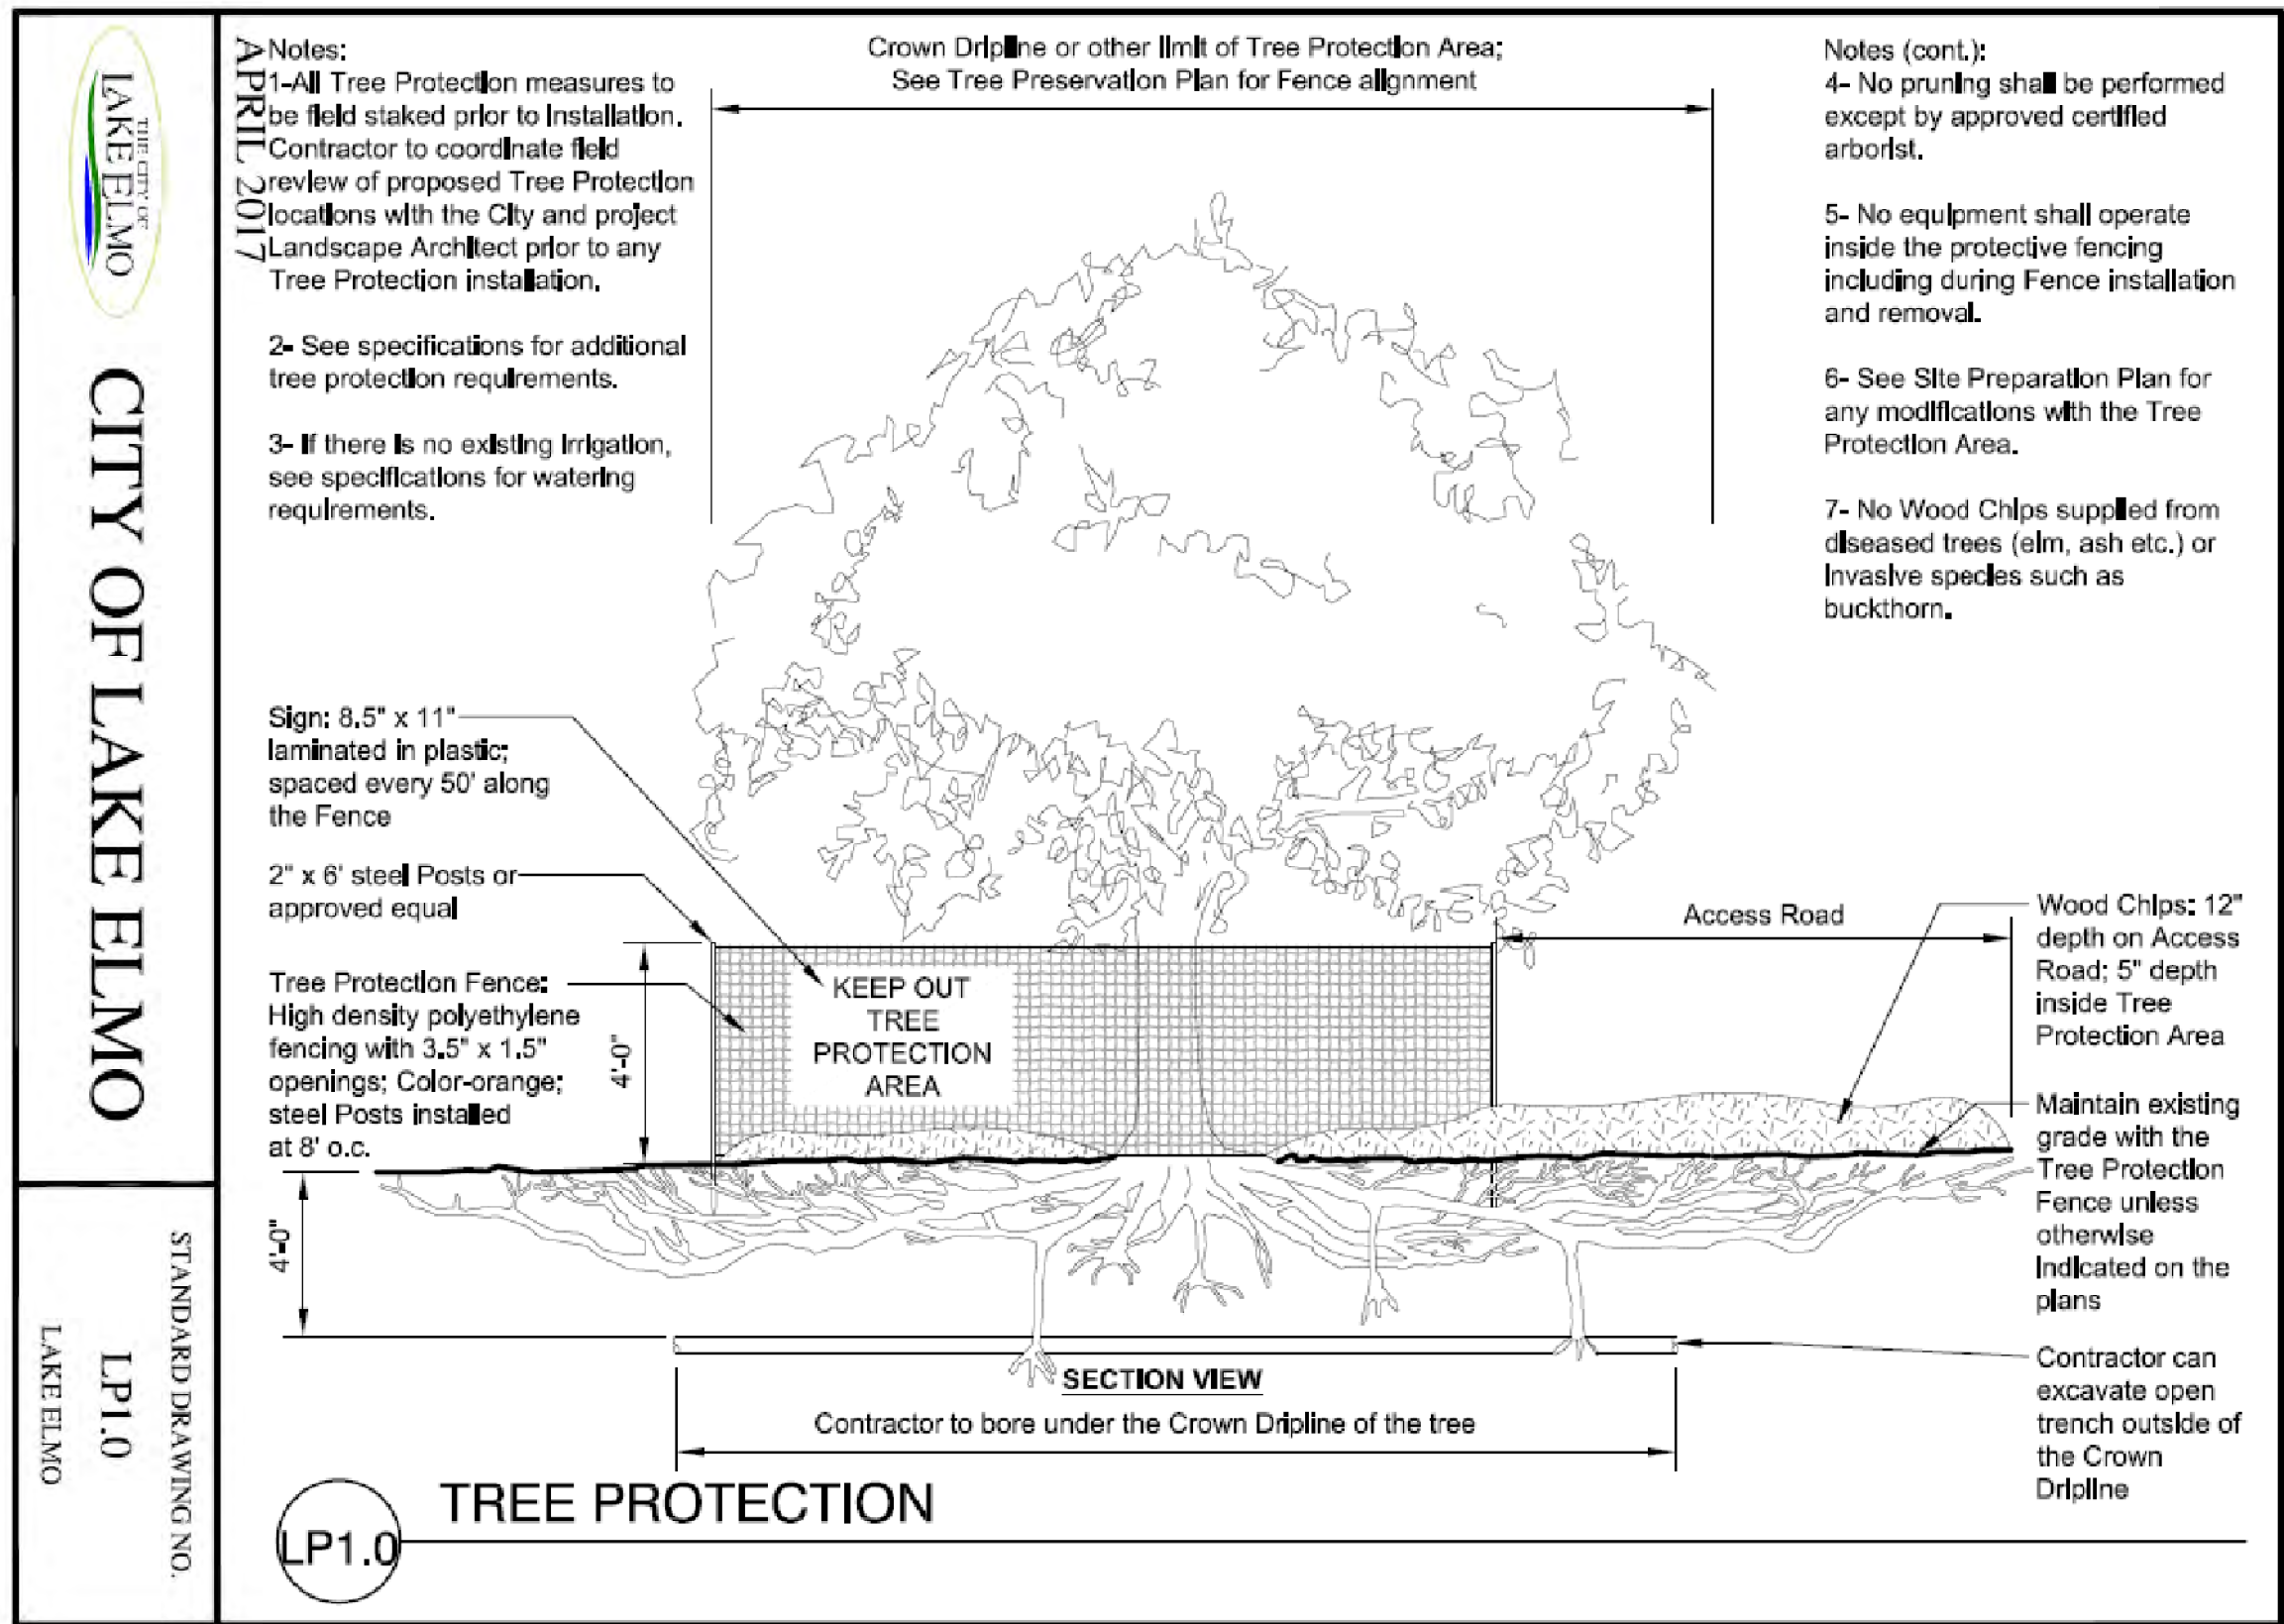 THE CITY OF
LAKE ELMO
CITY OF LAKE ELMO
STANDARD DRAWING NO.
LP1.0
LAKE ELMO
APRIL 2017
Notes:
1-All Tree Protection measures to
be field staked prior to Installation.
Contractor to coordinate field
review of proposed Tree Protection
locations with the City and project
Landscape Architect prior to any
Tree Protection installation.
2- See specifications for additional
tree protection requirements.
3- If there is no existing irrigation,
see specifications for watering
requirements.
Crown Dripline or other limit of Tree Protection Area;
See Tree Preservation Plan for Fence alignment
Notes (cont.):
4- No pruning shall be performed
except by approved certified
arborist.
5- No equipment shall operate
inside the protective fencing
including during Fence installation
and removal.
6- See Site Preparation Plan for
any modifications with the Tree
Protection Area.
7- No Wood Chips supplied from
diseased trees (elm, ash etc.) or
Invasive species such as
buckthorn.
Sign: 8.5" x 11"
laminated in plastic;
spaced every 50' along
the Fence
2" x 6' steel Posts or
approved equal
Tree Protection Fence:
High density polyethylene
fencing with 3.5" x 1.5"
openings; Color-orange;
steel Posts installed
at 8' o.c.
4'-0"
4'-0"
KEEP OUT
TREE
PROTECTION
AREA
Access Road
Wood Chips: 12"
depth on Access
Road; 5" depth
inside Tree
Protection Area
Maintain existing
grade with the
Tree Protection
Fence unless
otherwise
Indicated on the
plans
Contractor can
excavate open
trench outside of
the Crown
Dripline
SECTION VIEW
Contractor to bore under the Crown Dripline of the tree
TREE PROTECTION
LP1.0